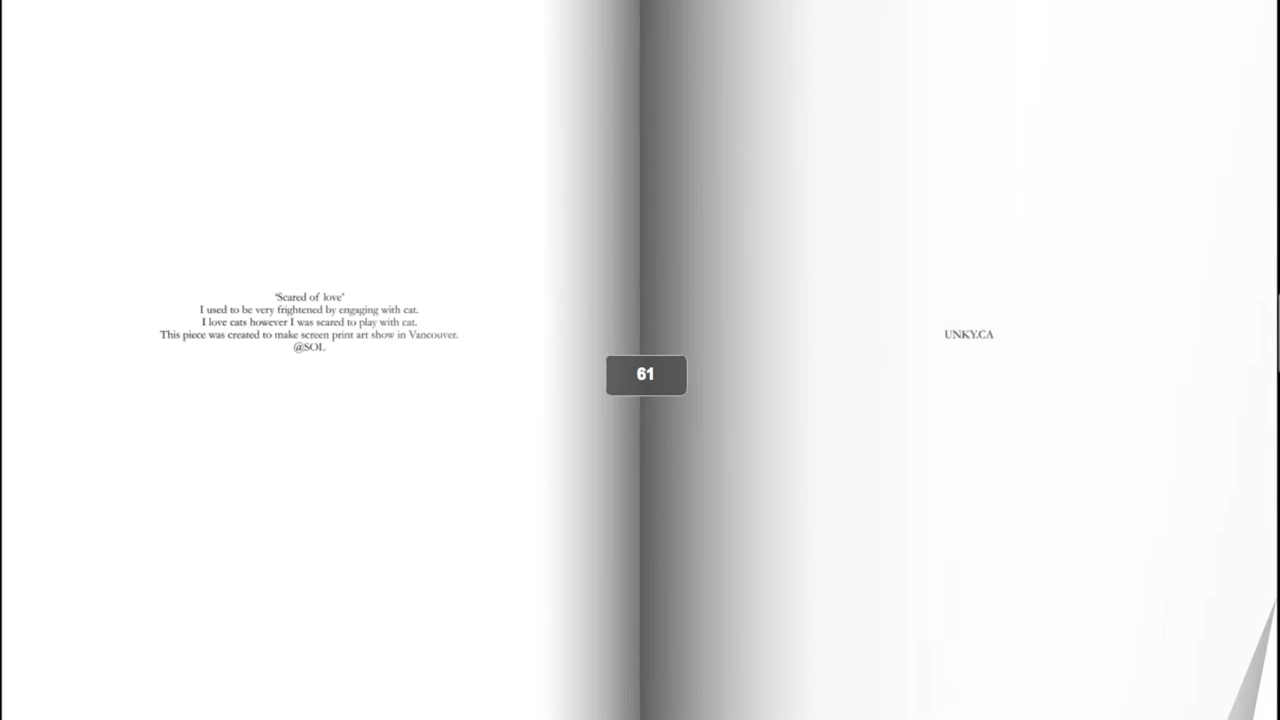 ‘Scared of love’
I used to be very frightened by engaging with cat.
I love cats however I was scared to play with cat.
This piece was created to make screen print art show in Vancouver.
@SOL
61
UNKY.CA